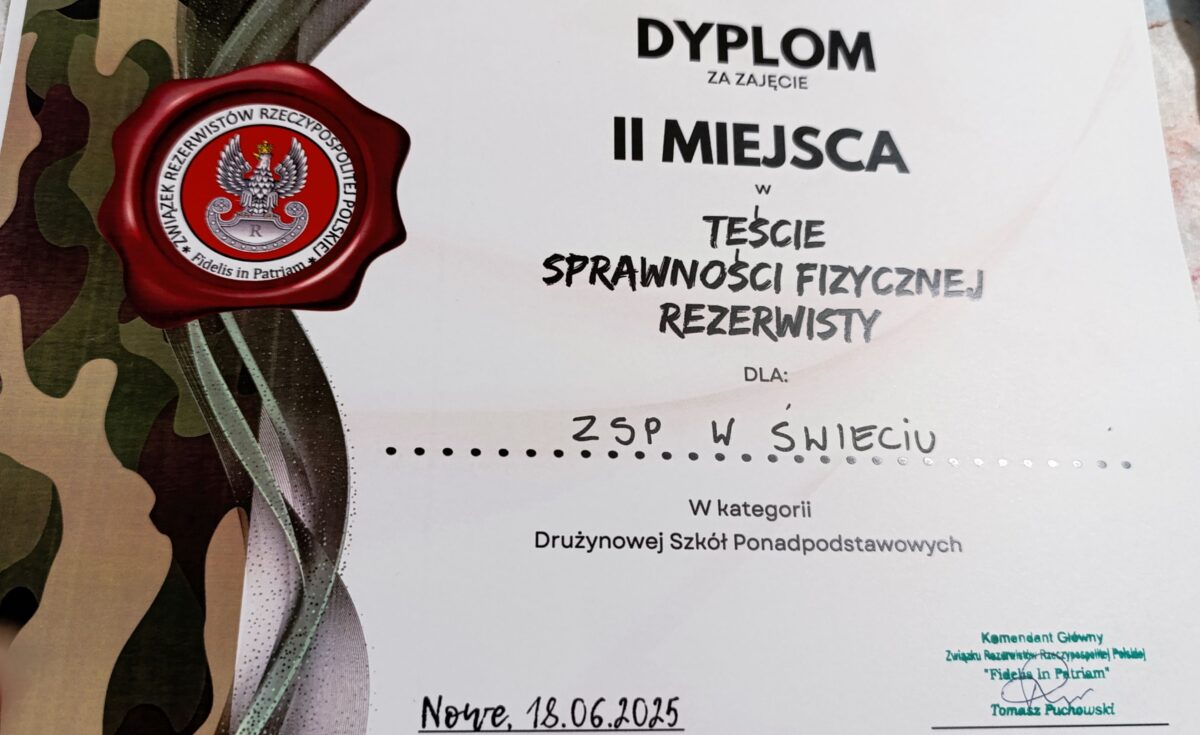 ZWIĄZEK REZERWISTÓW RZECZYPOSPOLITEJ POLSKIEJ
* Fidelis in Patriam *
R
DYPLOM
ZA ZAJĘCIE
II MIEJSCA
W
TEŚCIE
SPRAWNOŚCI FIZYCZNEJ
REZERWISTY
DLA:
ZSP W ŚWIECIU
W kategorii
Drużynowej Szkół Ponadpodstawowych
Komendant Główny
Związku Rezerwistów Rzeczypospolitej Polskiej
"Fidelis in Patriam"
Tomasz Puchowski
Nowe, 18.06.2025